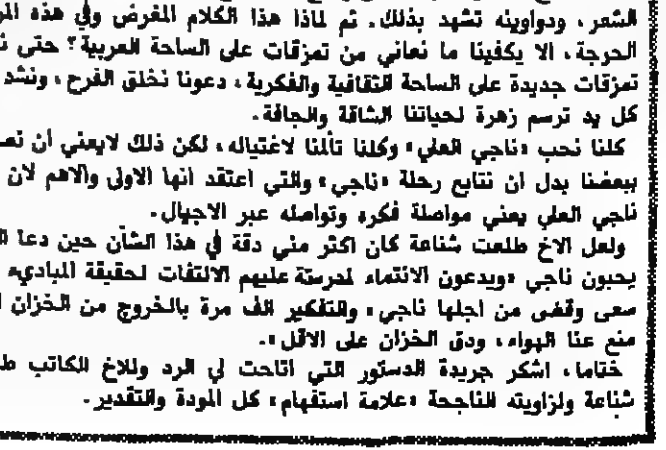 الشعر، ودواوينه تشهد بذلك. ثم لماذا هذا الكلام المغرض وفي هذه
الحرجة، الا يكفينا ما نعاني من تمزقات على الساحة العربية؟ حتى
تمزقات جديدة على الساحة الثقافية والفكرية، دعونا نخلق الفرح، ونشد
كل يد ترسم زهرة لحياتنا الشاقة والجافة.
كلنا نحب «ناجي العلي» وكلنا تألمنا لاغتياله، لكن ذلك لايعني أن
ببعضنا بدل ان نتابع رحلة «ناجي» والتي اعتقد انها الاولى والاهم لان
ناجي العلي يعني مواصلة فكره وتواصله عبر الاجيال.
ولعل الاخ طلعت شناعة كان اكثر مني دقة في هذا الشأن حين دعا
يحبون ناجي «ويدعون الانتماء لمدرستة عليهم الالتفات لحقيقة المباديء
سعى وقضى من اجلها ناجي» والتفكير الف مرة بالخروج من الخزان
منع عنا الهواء، ودق الخزان على الاقل».
ختاما، اشكر جريدة الدستور التي اتاحت لي الرد وللاخ الكاتب
شناعة ولزاويته الناجحة «علامة استفهام» كل المودة والتقدير.